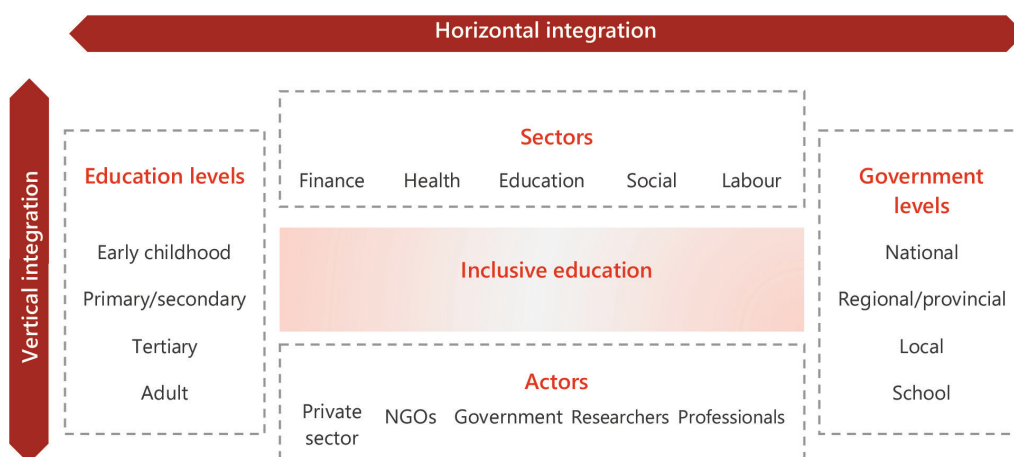 Horizontal integration
Vertical integration
Education levels
Early childhood
Primary/secondary
Tertiary
Adult
Sectors
Finance Health Education Social Labour
Inclusive education
Actors
Private sector NGOs Government Researchers Professionals
Government
levels
National
Regional/provincial
Local
School